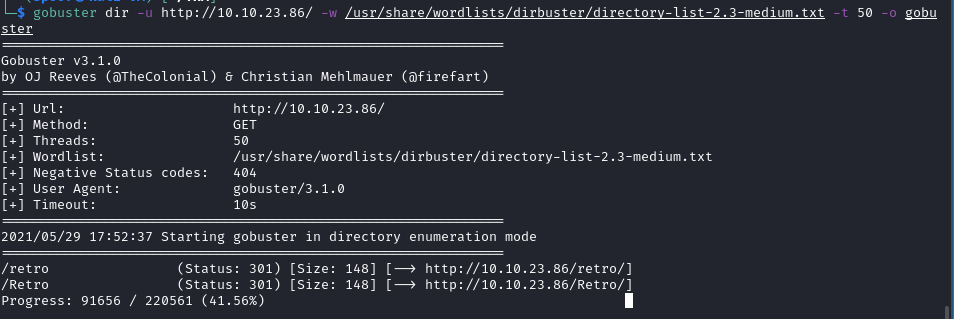 $ gobuster dir -u http://10.10.23.86/ -w /usr/share/wordlists/dirbuster/directory-list-2.3-medium.txt -t 50 -o gobu
ster
===============================================================
Gobuster v3.1.0
by OJ Reeves (@TheColonial) & Christian Mehlmauer (@firefart)
===============================================================
[+] Url:                     http://10.10.23.86/
[+] Method:                  GET
[+] Threads:                 50
[+] Wordlist:                /usr/share/wordlists/dirbuster/directory-list-2.3-medium.txt
[+] Negative Status codes:   404
[+] User Agent:              gobuster/3.1.0
[+] Timeout:                 10s
===============================================================
2021/05/29 17:52:37 Starting gobuster in directory enumeration mode
===============================================================
/retro                (Status: 301) [Size: 148] [--> http://10.10.23.86/retro/]
/Retro                (Status: 301) [Size: 148] [--> http://10.10.23.86/Retro/]
Progress: 91656 / 220561 (41.56%)